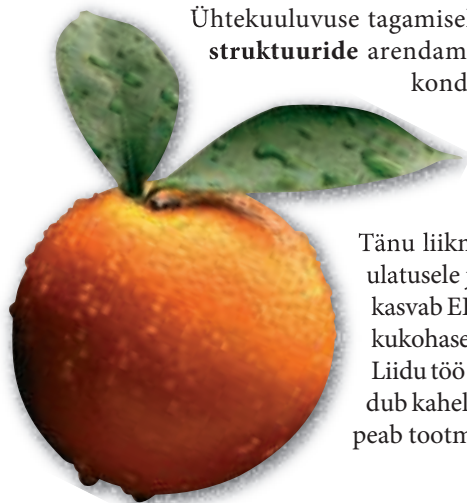 Ühtekuuluvuse tagamisel
struktuuride arendam
kond
Tänu liikm
ulatusele j
kasvab EL
kukohase
Liidu töö
dub kahel
peab tootm